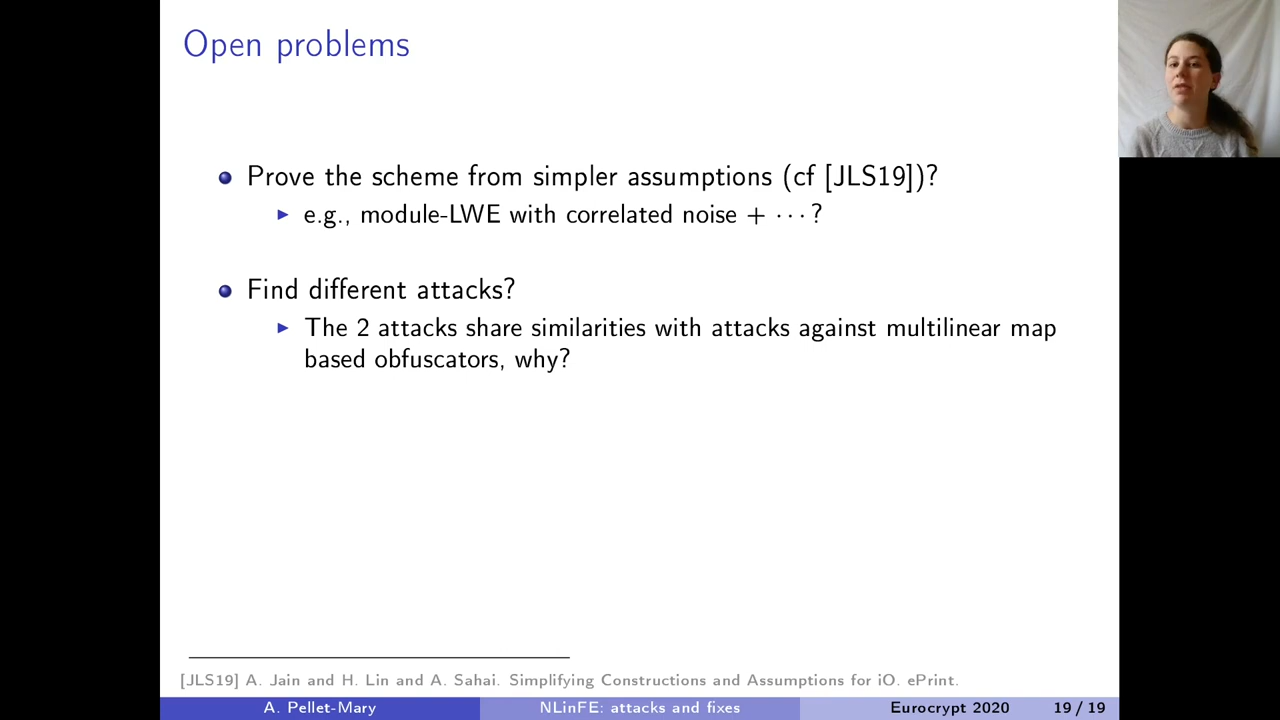 Open problems
Prove the scheme from simpler assumptions (cf [JLS19])?
e.g., module-LWE with correlated noise + · · · ?
Find different attacks?
The 2 attacks share similarities with attacks against multilinear map
based obfuscators, why?
[JLS19] A. Jain and H. Lin and A. Sahai. Simplifying Constructions and Assumptions for iO. ePrint.
A. Pellet-Mary NLinFE: attacks and fixes Eurocrypt 2020 19 / 19